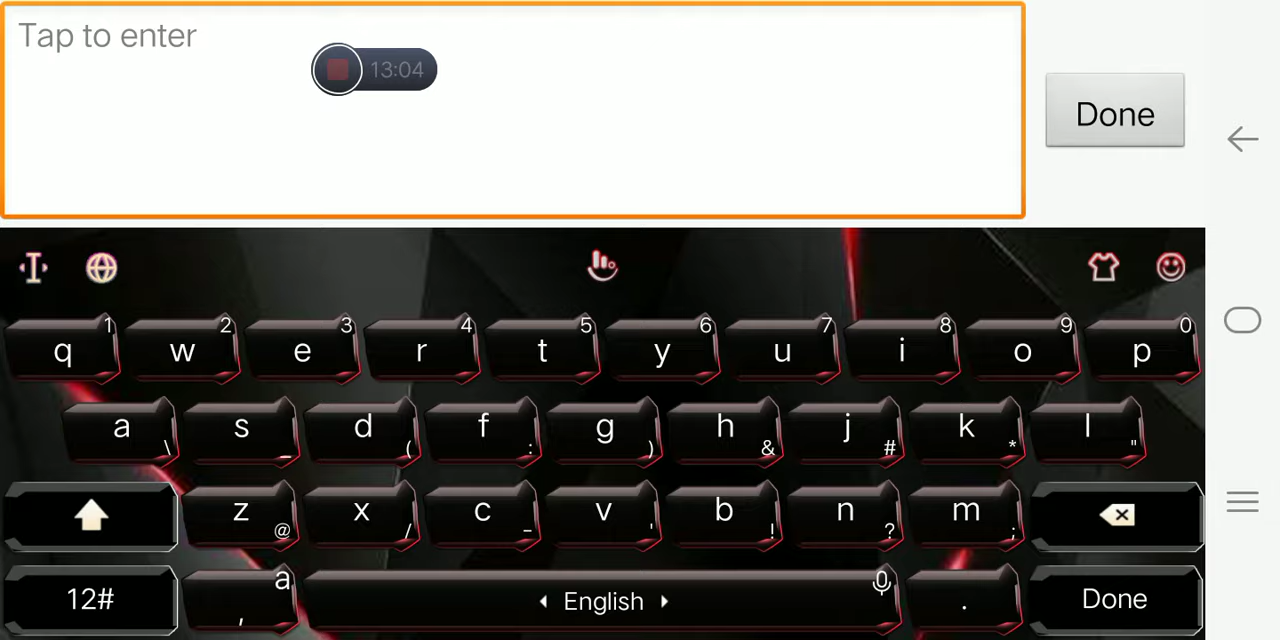 Tap to enter
13:04
Done
1 2 3 4 5 6 7 8 9 0
q w e r t y u i o p
a s d f g h j k l
\ _ ( : ) & # * "
z x c v b n m
@ / - ' ! ? ;
12# a , English . Done